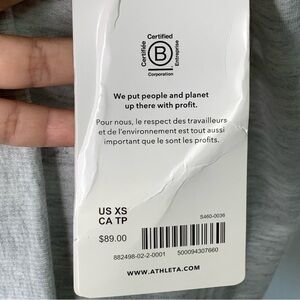 Certified
Certifiée
B
Enterprise
Corporation
We put people and planet
up there with profit.
Pour nous, le respect des travailleurs
et de l'environnement est tout aussi
important que le sont les profits.
US XS
CA TP
$89.00
S460-0036
882498-02-2-0001
500094307660
WWW.ATHLETA.COM